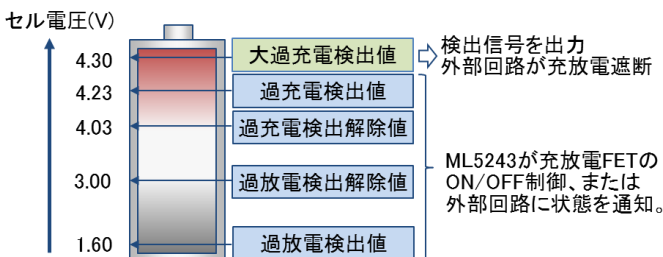 セル電圧(V)
4.30
大過充電検出値
検出信号を出力
外部回路が充放電遮断
4.23
過充電検出値
4.03
過充電検出解除値
3.00
過放電検出解除値
ML5243が充放電FETの
ON/OFF制御、または
外部回路に状態を通知。
1.60
過放電検出値